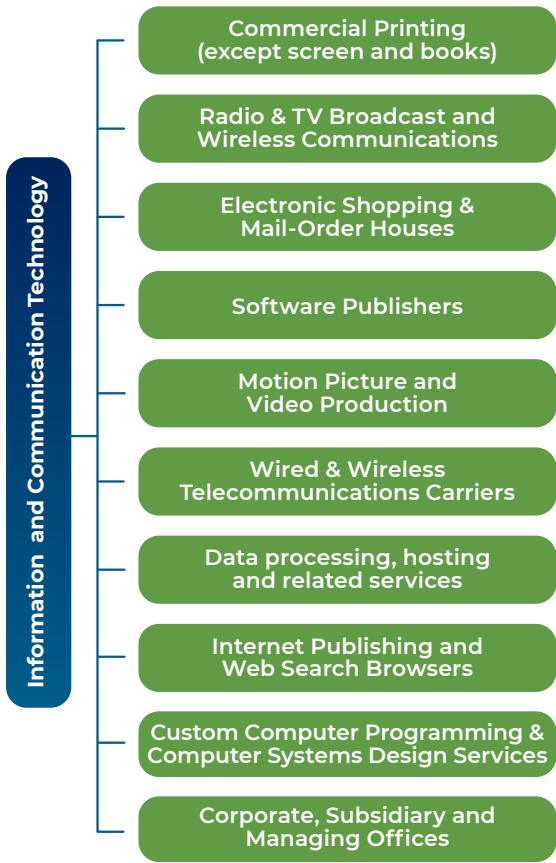 Information and Communication Technology
Commercial Printing
(except screen and books)
Radio & TV Broadcast and
Wireless Communications
Electronic Shopping &
Mail-Order Houses
Software Publishers
Motion Picture and
Video Production
Wired & Wireless
Telecommunications Carriers
Data processing, hosting
and related services
Internet Publishing and
Web Search Browsers
Custom Computer Programming &
Computer Systems Design Services
Corporate, Subsidiary and
Managing Offices